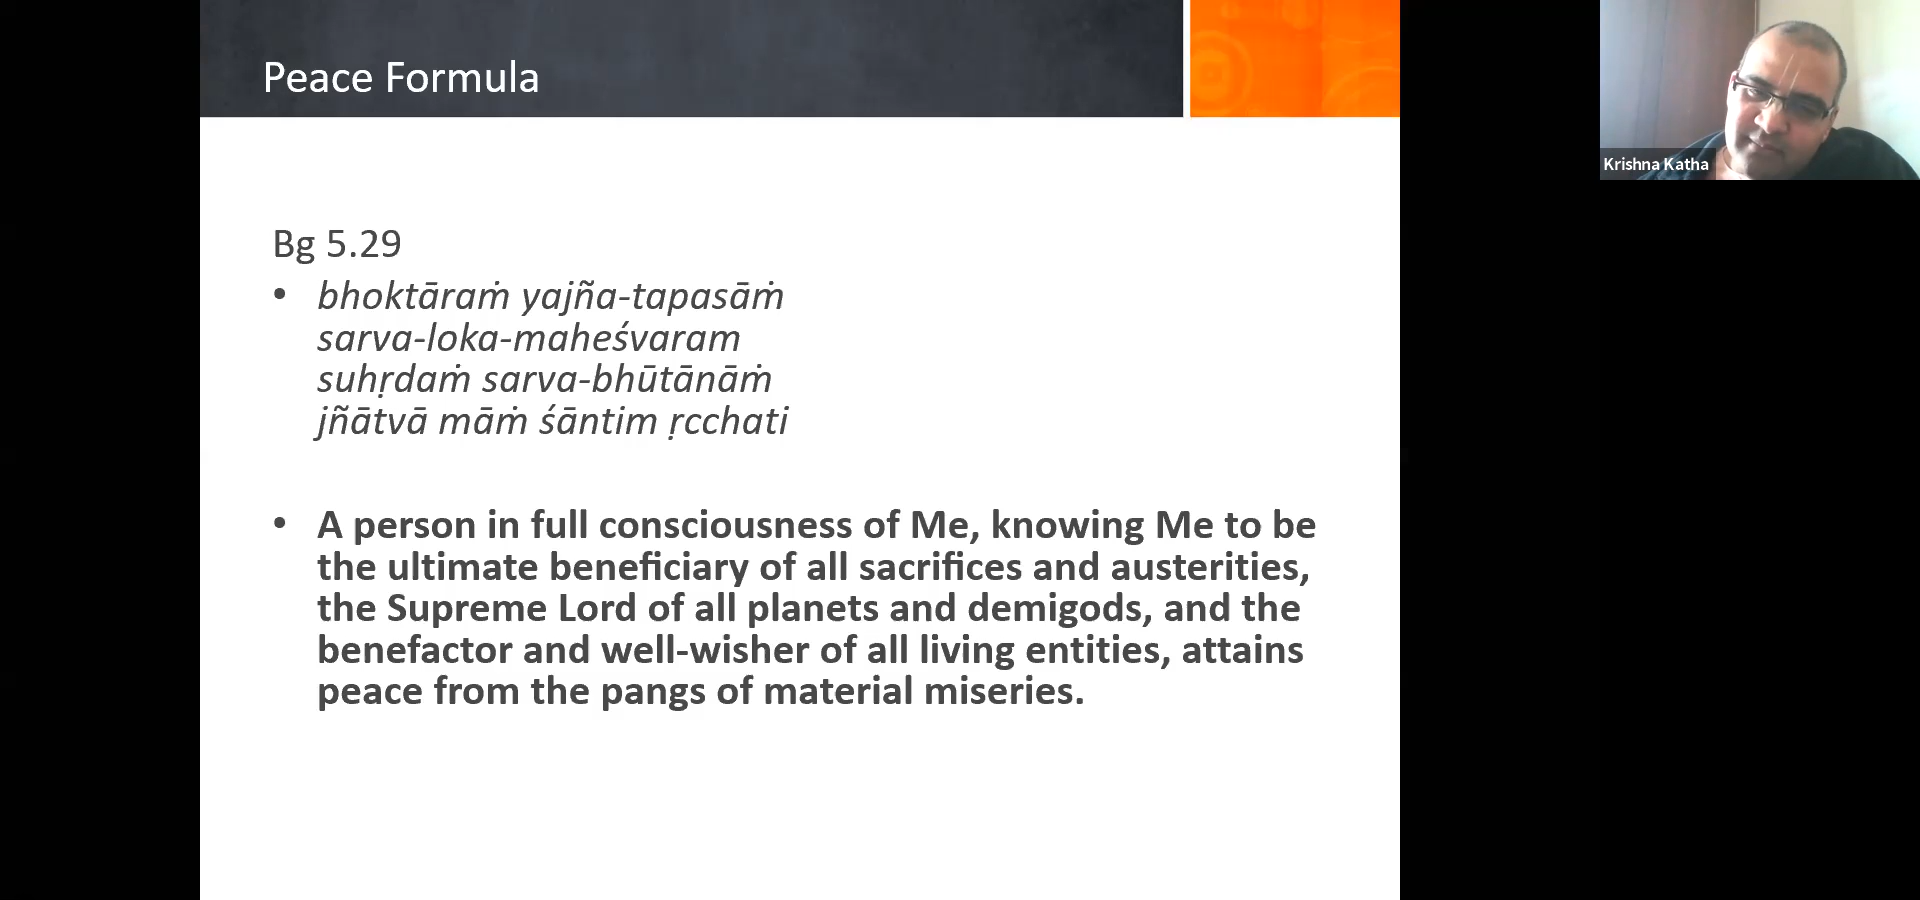 Peace Formula
Krishna Katha
Bg 5.29
• bhoktāraṁ yajña-tapasāṁ
sarva-loka-maheśvaram
suhṛdaṁ sarva-bhūtānāṁ
jñātvā māṁ śāntim ṛcchati
• A person in full consciousness of Me, knowing Me to be
the ultimate beneficiary of all sacrifices and austerities,
the Supreme Lord of all planets and demigods, and the
benefactor and well-wisher of all living entities, attains
peace from the pangs of material miseries.